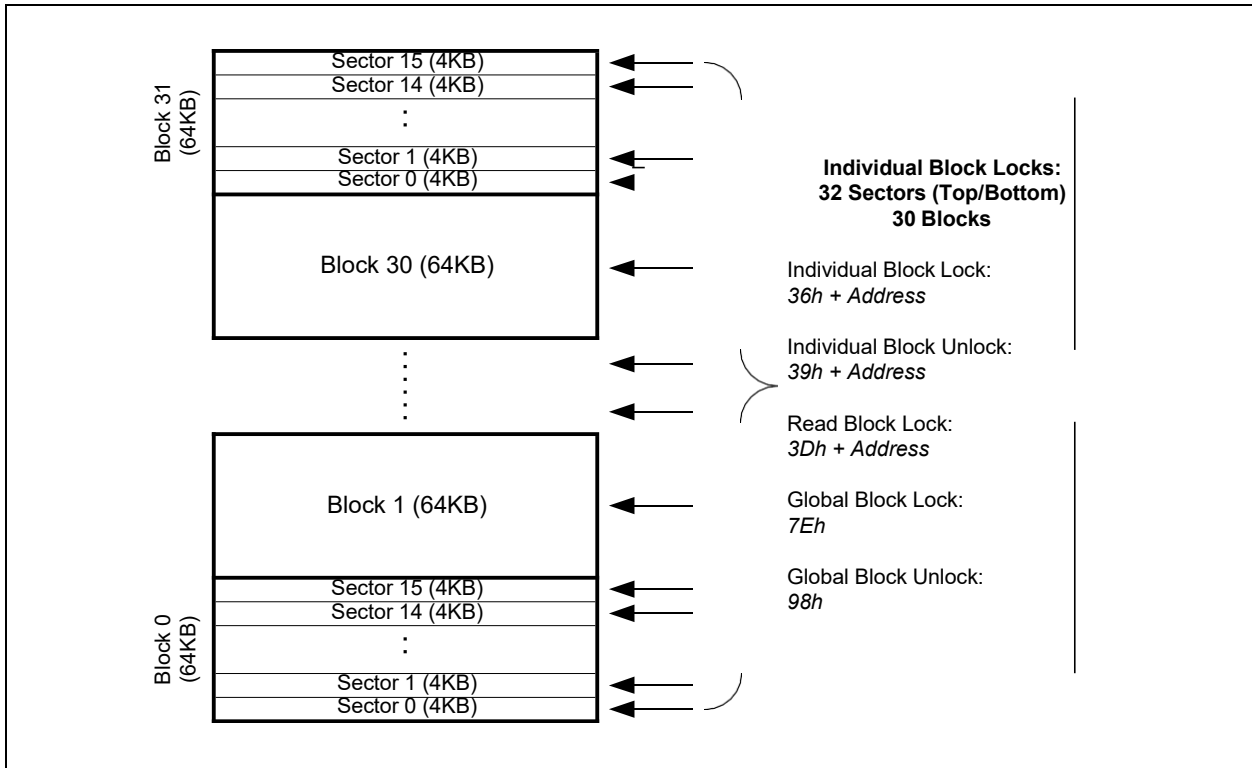 Block 31
(64KB)
Sector 15 (4KB)
Sector 14 (4KB)
:
Sector 1 (4KB)
Sector 0 (4KB)
Block 30 (64KB)
Block 1 (64KB)
Block 0
(64KB)
Sector 15 (4KB)
Sector 14 (4KB)
:
Sector 1 (4KB)
Sector 0 (4KB)
Individual Block Locks:
32 Sectors (Top/Bottom)
30 Blocks
Individual Block Lock:
36h + Address
Individual Block Unlock:
39h + Address
Read Block Lock:
3Dh + Address
Global Block Lock:
7Eh
Global Block Unlock:
98h